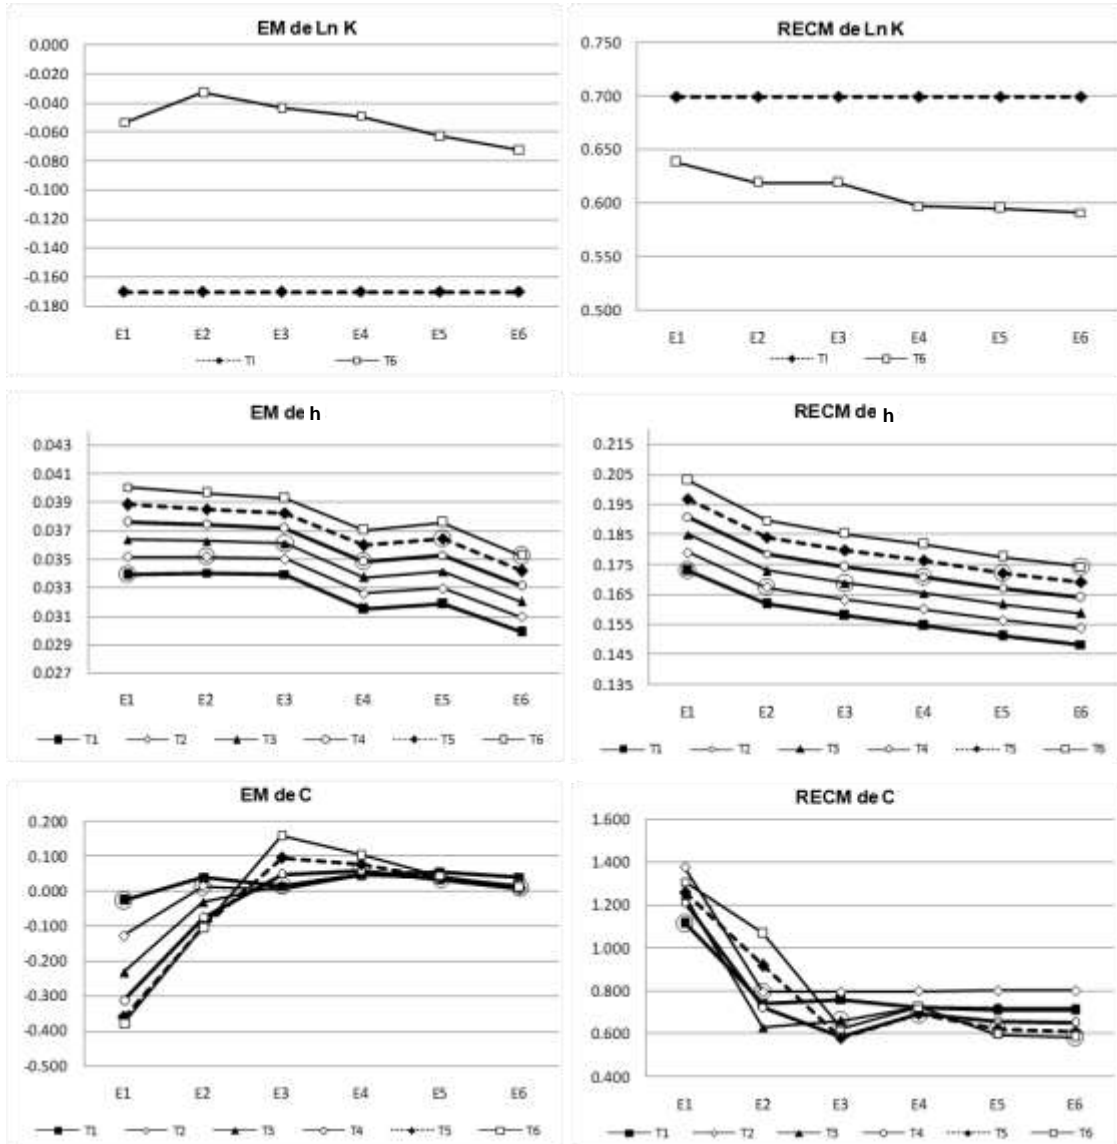 EM de Ln K
0.000
-0.020
-0.040
-0.060
-0.080
-0.100
-0.120
-0.140
-0.160
-0.180
E1 E2 E3 E4 E5 E6
TI T6
RECM de Ln K
0.750
0.700
0.650
0.600
0.550
0.500
E1 E2 E3 E4 E5 E6
TI T6
EM de h
0.043
0.041
0.039
0.037
0.035
0.033
0.031
0.029
0.027
E1 E2 E3 E4 E5 E6
T1 T2 T3 T4 T5 T6
RECM de h
0.215
0.205
0.195
0.185
0.175
0.165
0.155
0.145
0.135
E1 E2 E3 E4 E5 E6
T1 T2 T3 T4 T5 T6
EM de C
0.200
0.100
0.000
-0.100
-0.200
-0.300
-0.400
-0.500
E1 E2 E3 E4 E5 E6
T1 T2 T3 T4 T5 T6
RECM de C
1.600
1.400
1.200
1.000
0.800
0.600
0.400
E1 E2 E3 E4 E5 E6
T1 T2 T3 T4 T5 T6